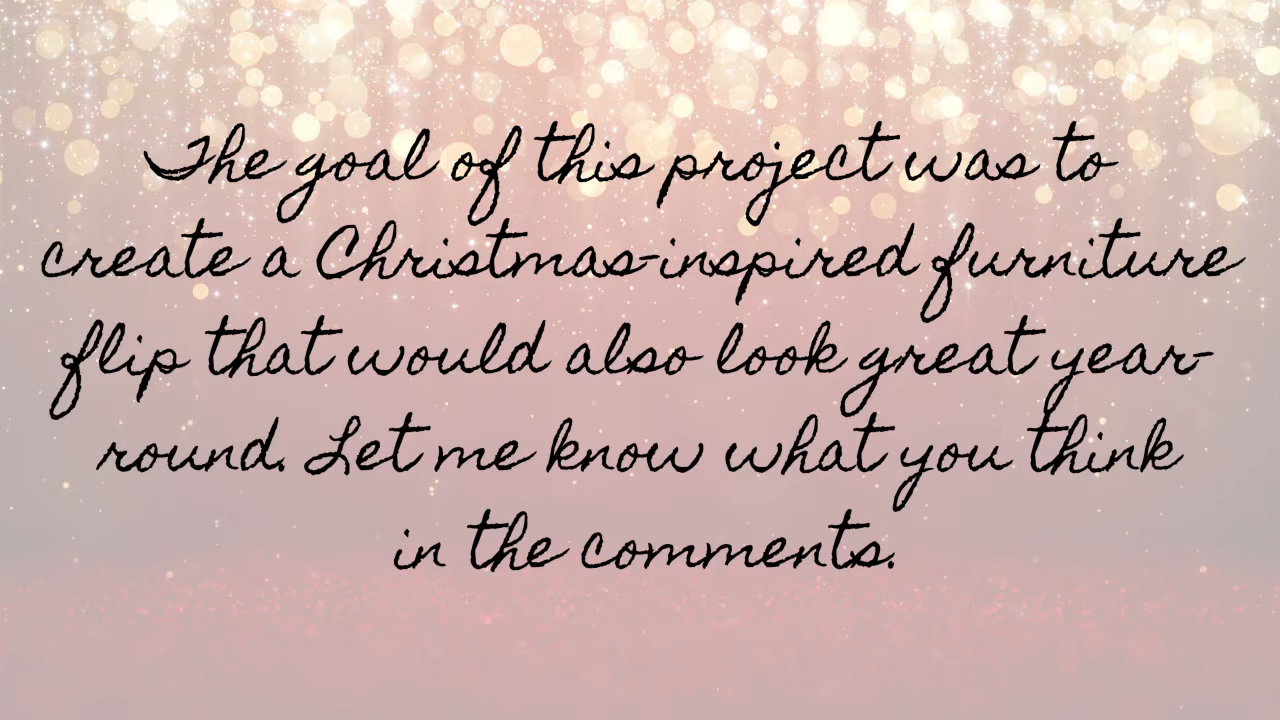 The goal of this project was to
create a Christmas-inspired furniture
flip that would also look great year-
round. Let me know what you think
in the comments.